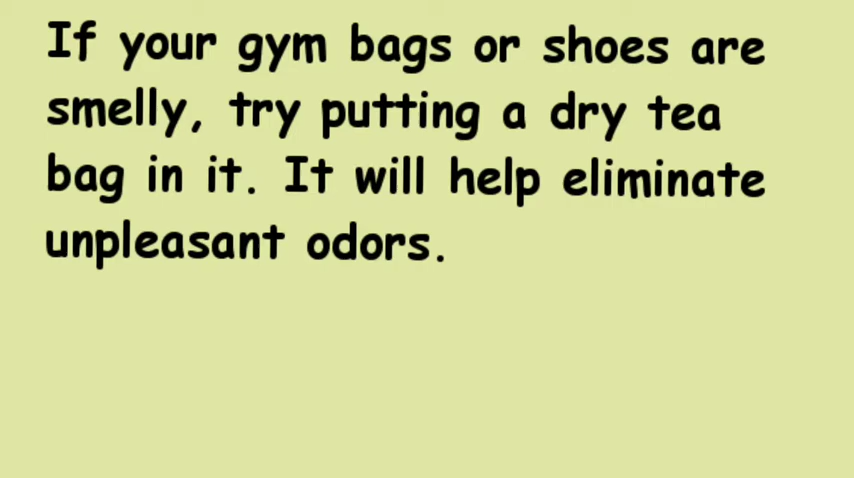 If your gym bags or shoes are
smelly, try putting a dry tea
bag in it. It will help eliminate
unpleasant odors.